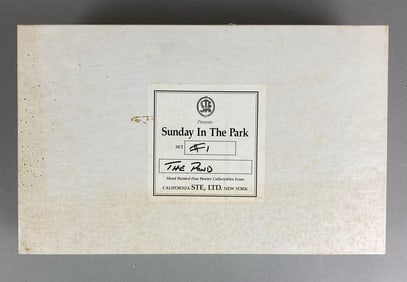 STE
Presents
Sunday In The Park
SET #1
THE POND
Hand Painted Fine Pewter Collectables From
CALIFORNIA STE, LTD. NEW YORK